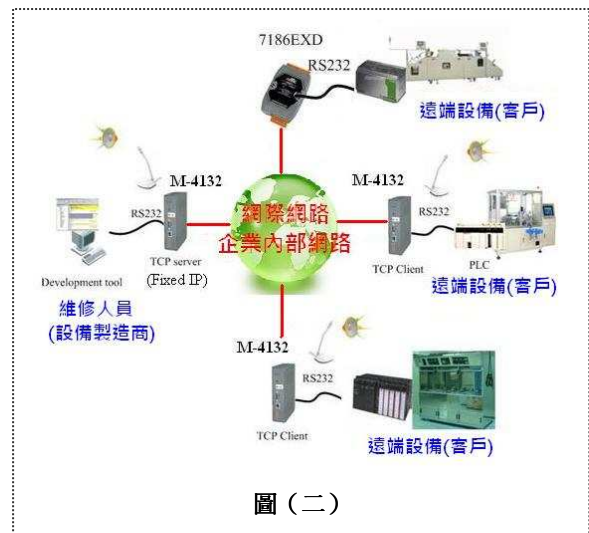 7186EXD
RS232
遠端設備(客戶)
M-4132
M-4132
網際網路
企業內部網路
RS232
RS232
TCP server
(Fixed IP)
Development tool
TCP Client
PLC
維修人員
(設備製造商)
遠端設備(客戶)
M-4132
RS232
TCP Client
遠端設備(客戶)
圖（二）